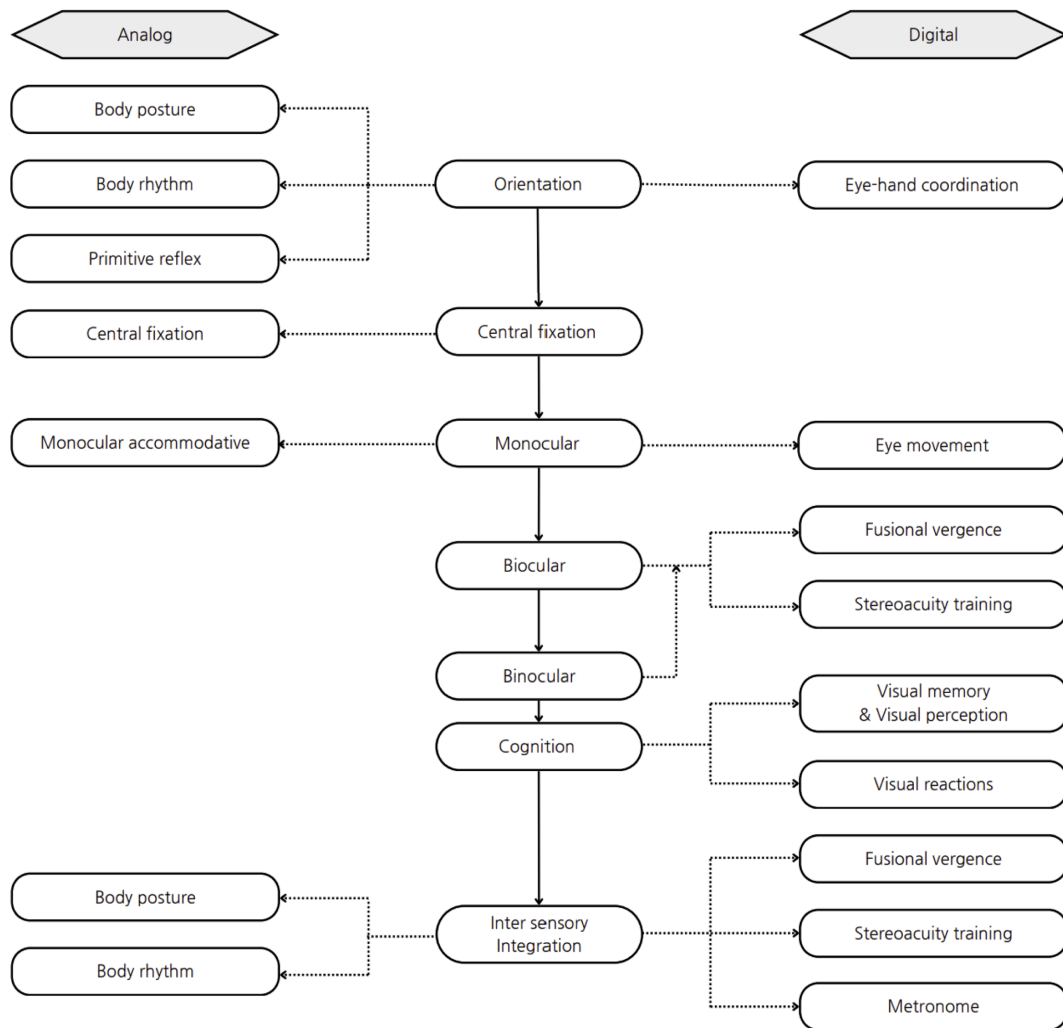 Analog
Digital
Body posture
Body rhythm
Orientation
Eye-hand coordination
Primitive reflex
Central fixation
Central fixation
Monocular accommodative
Monocular
Eye movement
Fusional vergence
Biocular
Stereoacuity training
Binocular
Visual memory
& Visual perception
Cognition
Visual reactions
Fusional vergence
Body posture
Inter sensory
Integration
Stereoacuity training
Body rhythm
Metronome